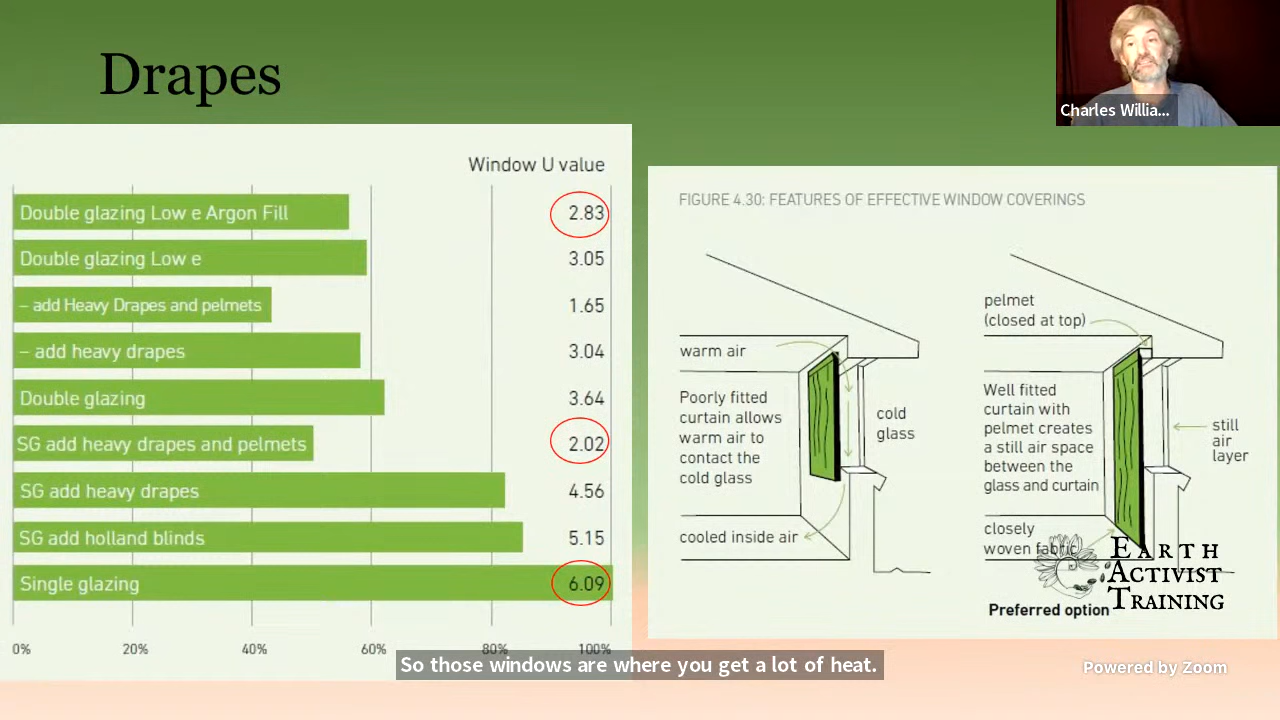 Drapes
Charles Willia...
Window U value
Double glazing Low e Argon Fill 2.83
Double glazing Low e 3.05
– add Heavy Drapes and pelmets 1.65
– add heavy drapes 3.04
Double glazing 3.64
SG add heavy drapes and pelmets 2.02
SG add heavy drapes 4.56
SG add holland blinds 5.15
Single glazing 6.09
0% 20% 40% 60% 80% 100%
FIGURE 4.30: FEATURES OF EFFECTIVE WINDOW COVERINGS
warm air
Poorly fitted
curtain allows
warm air to
contact the
cold glass
cold
glass
cooled inside air
pelmet
(closed at top)
Well fitted
curtain with
pelmet creates
a still air space
between the
glass and curtain
still
air
layer
closely
woven fabric
Preferred option
EARTH
ACTIVIST
TRAINING
So those windows are where you get a lot of heat.
Powered by Zoom